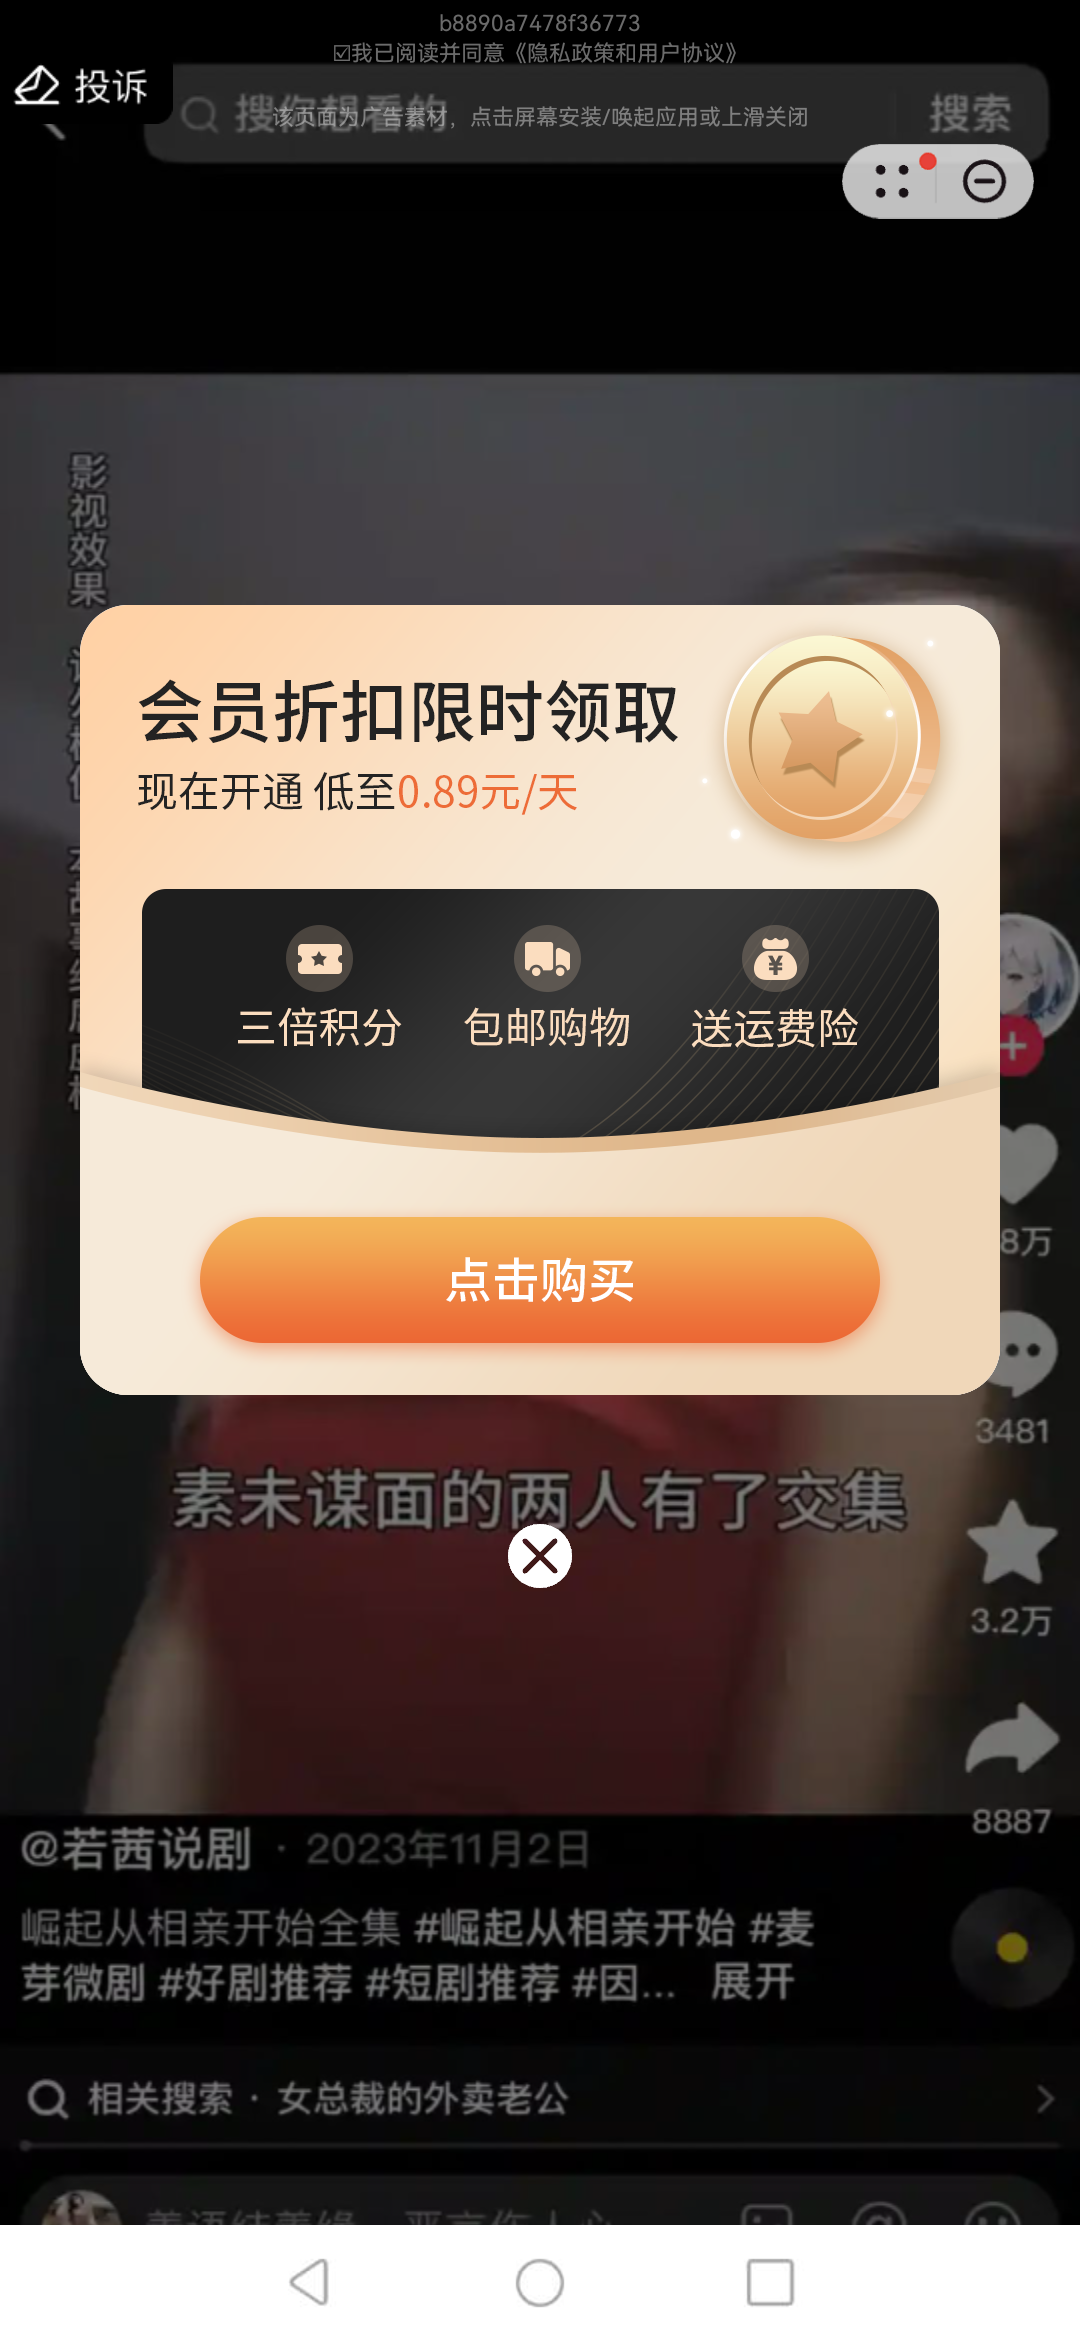 b8890a7478f36773
☑我已阅读并同意《隐私政策和用户协议》
投诉
搜你想看的
搜索
该页面为广告素材，点击屏幕安装/唤起应用或上滑关闭
影视效果
会员折扣限时领取
现在开通 低至0.89元/天
三倍积分
包邮购物
送运费险
点击购买
8万
3481
素未谋面的两人有了交集
3.2万
8887
@若茜说剧 · 2023年11月2日
崛起从相亲开始全集 #崛起从相亲开始 #麦
芽微剧 #好剧推荐 #短剧推荐 #因... 展开
相关搜索 · 女总裁的外卖老公